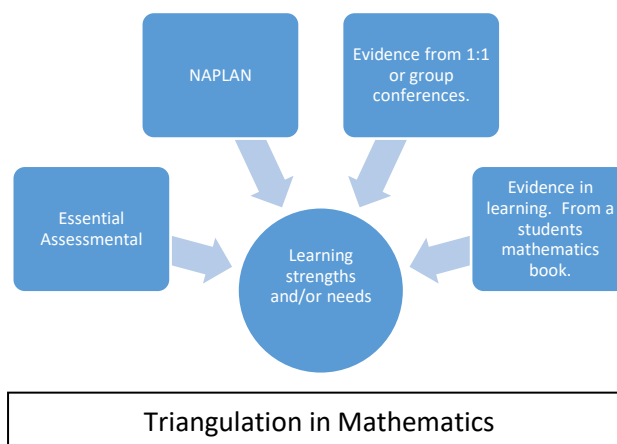 NAPLAN
Evidence from 1:1
or group
conferences.
Essential
Assessmental
Evidence in
learning. From a
students
mathematics
book.
Learning
strengths
and/or needs
Triangulation in Mathematics